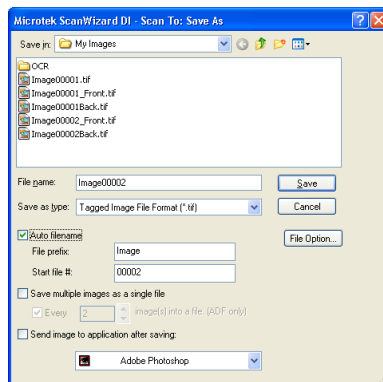 Microtek ScanWizard DI - Scan To: Save As
Save in: My Images
OCR
Image00001.tif
Image00001_Front.tif
Image00001Back.tif
Image00002_Front.tif
Image00002Back.tif
File name: Image00002 Save
Save as type: Tagged Image File Format (*.tif) Cancel
Auto filename File Option...
File prefix: Image
Start file #: 00002
Save multiple images as a single file
Every 2 image(s) into a file. (ADF only)
Send image to application after saving:
Adobe Photoshop